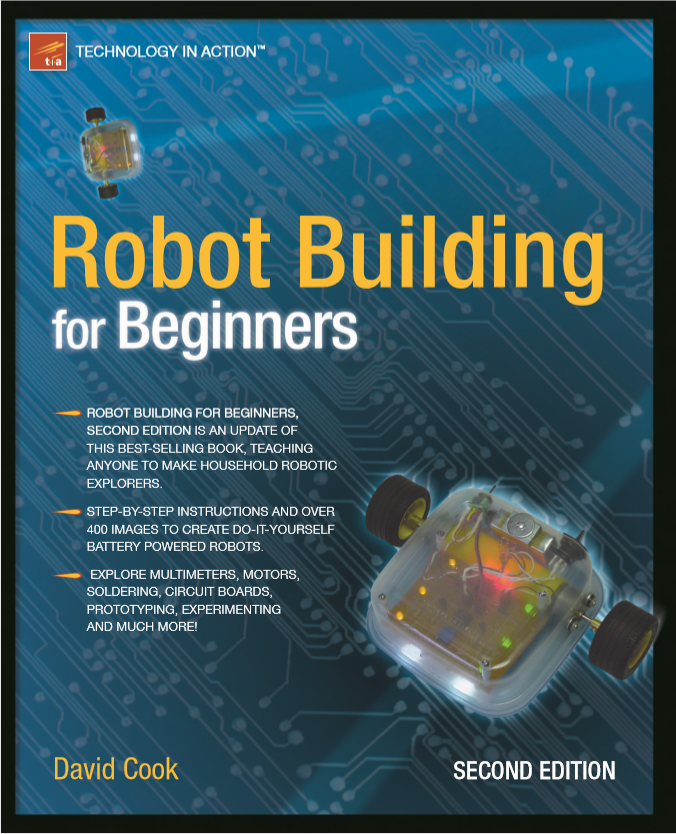 tia
TECHNOLOGY IN ACTION™
Robot Building
for Beginners
ROBOT BUILDING FOR BEGINNERS,
SECOND EDITION IS AN UPDATE OF
THIS BEST-SELLING BOOK, TEACHING
ANYONE TO MAKE HOUSEHOLD ROBOTIC
EXPLORERS.
STEP-BY-STEP INSTRUCTIONS AND OVER
400 IMAGES TO CREATE DO-IT-YOURSELF
BATTERY POWERED ROBOTS.
EXPLORE MULTIMETERS, MOTORS,
SOLDERING, CIRCUIT BOARDS,
PROTOTYPING, EXPERIMENTING
AND MUCH MORE!
David Cook
SECOND EDITION